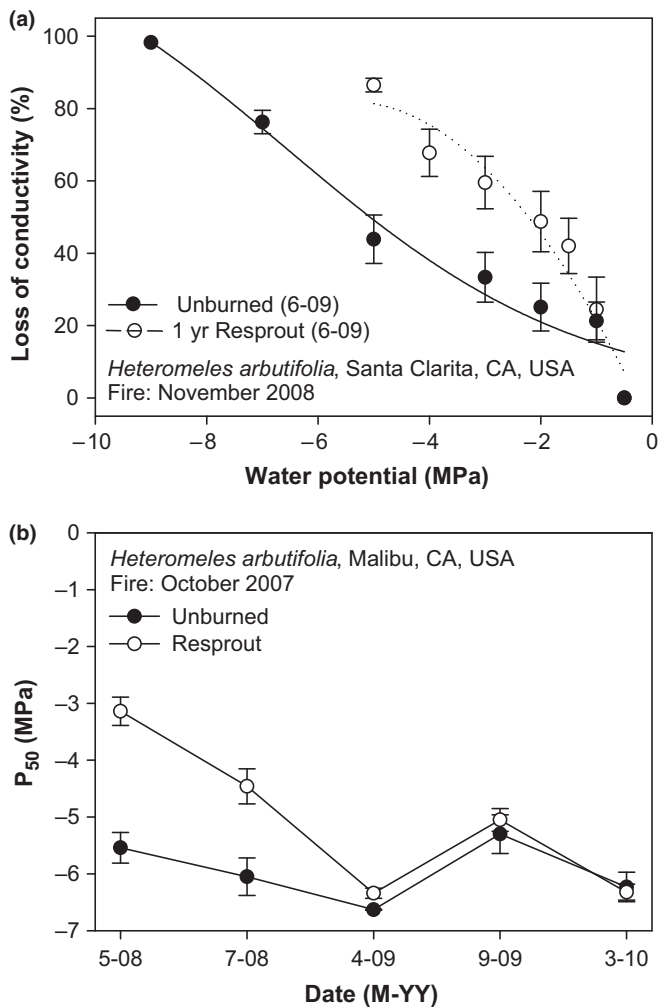 (a)
100
80
60
40
20
0
Loss of conductivity (%)
Unburned (6-09)
1 yr Resprout (6-09)
Heteromeles arbutifolia, Santa Clarita, CA, USA
Fire: November 2008
–10 –8 –6 –4 –2 0
Water potential (MPa)
(b)
0
–1
–2
–3
–4
–5
–6
–7
P50 (MPa)
Heteromeles arbutifolia, Malibu, CA, USA
Fire: October 2007
Unburned
Resprout
5-08 7-08 4-09 9-09 3-10
Date (M-YY)